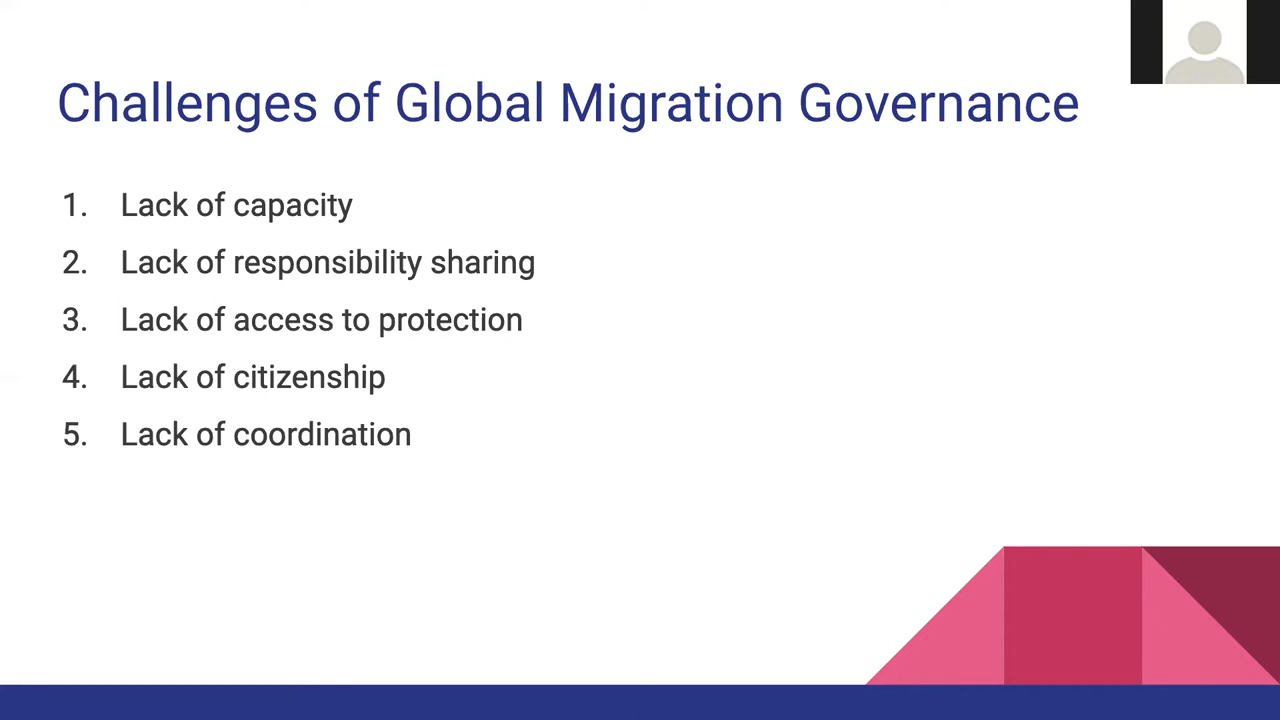 Challenges of Global Migration Governance
1. Lack of capacity
2. Lack of responsibility sharing
3. Lack of access to protection
4. Lack of citizenship
5. Lack of coordination